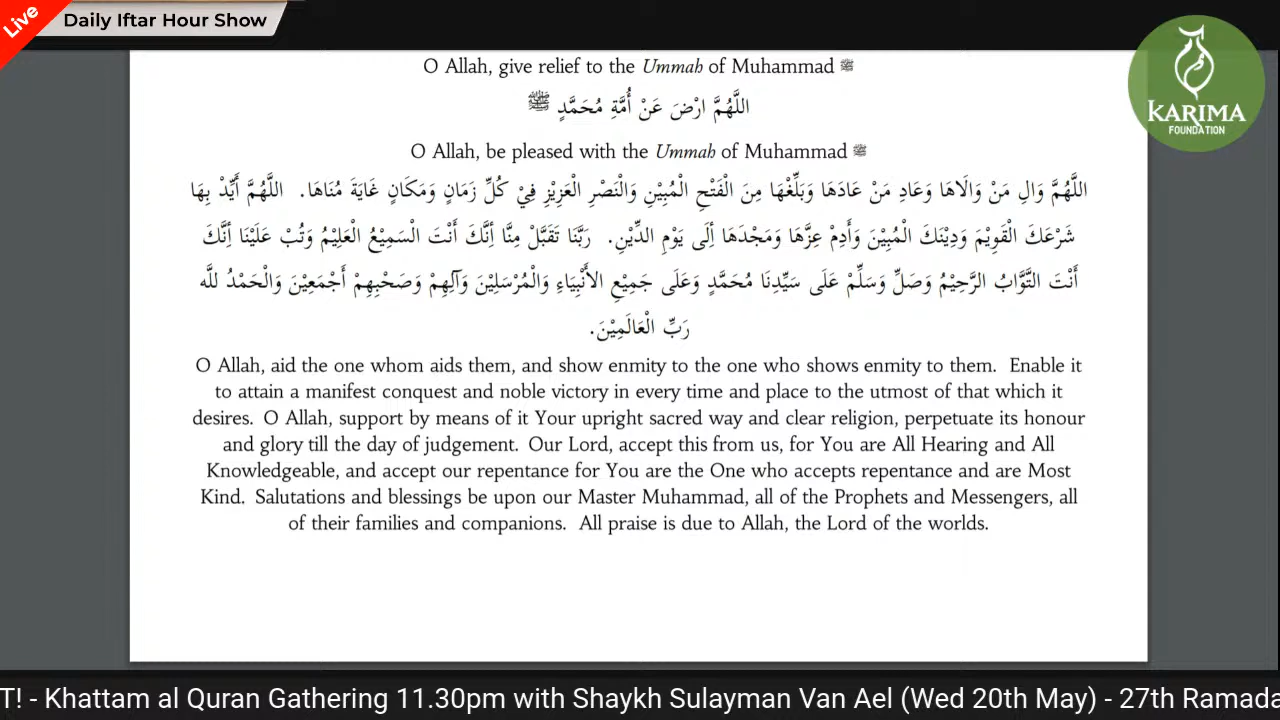 Live
Daily Iftar Hour Show
KARIMA
FOUNDATION
O Allah, give relief to the Ummah of Muhammad ﷺ
اللَّهُمَّ ارْضَ عَنْ أُمَّةِ مُحَمَّدٍ ﷺ
O Allah, be pleased with the Ummah of Muhammad ﷺ
اللَّهُمَّ وَالِ مَنْ وَالَاهَا وَعَادِ مَنْ عَادَهَا وَبَلِّغْهَا مِنَ الْفَتْحِ الْمُبِيْنِ وَالْنَصْرِ الْعَزِيْزِ فِيْ كُلِّ زَمَانٍ وَمَكَانٍ غَايَةَ مُنَاهَا. اللَّهُمَّ أَيِّدْ بِهَا
شَرْعَكَ الْقَوِيْمَ وَدِيْنَكَ الْمُبِيْنَ وَأَدِمْ عِزَّهَا وَمَجْدَهَا أِلَى يَوْمِ الدِّيْنِ. رَبَّنَا تَقَبَّلْ مِنَّا أِنَّكَ أَنْتَ الْسَمِيْعُ الْعَلِيْمُ وَتُبْ عَلَيْنَا أِنَّكَ
أَنْتَ التَّوَّابُ الرَّحِيْمُ وَصَلِّ وَسَلِّمْ عَلَى سَيِّدِنَا مُحَمَّدٍ وَعَلَى جَمِيْعِ الأَنْبِيَاءِ وَالْمُرْسَلِيْنَ وَآلِهِمْ وَصَحْبِهِمْ أَجْمَعِيْنَ وَالْحَمْدُ للَّه
رَبِّ الْعَالَمِيْنَ.
O Allah, aid the one whom aids them, and show enmity to the one who shows enmity to them. Enable it
to attain a manifest conquest and noble victory in every time and place to the utmost of that which it
desires. O Allah, support by means of it Your upright sacred way and clear religion, perpetuate its honour
and glory till the day of judgement. Our Lord, accept this from us, for You are All Hearing and All
Knowledgeable, and accept our repentance for You are the One who accepts repentance and are Most
Kind. Salutations and blessings be upon our Master Muhammad, all of the Prophets and Messengers, all
of their families and companions. All praise is due to Allah, the Lord of the worlds.
T! - Khattam al Quran Gathering 11.30pm with Shaykh Sulayman Van Ael (Wed 20th May) - 27th Ramada